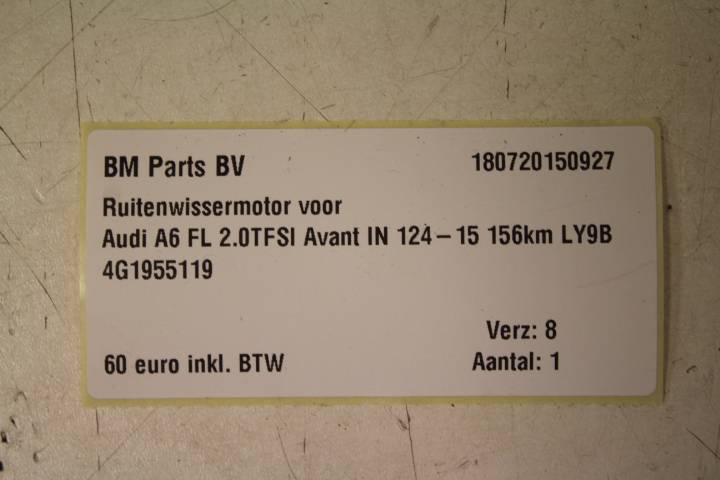 BM Parts BV 180720150927
Ruitenwissermotor voor
Audi A6 FL 2.0TFSI Avant IN 124-15 156km LY9B
4G1955119
Verz: 8
60 euro inkl. BTW Aantal: 1